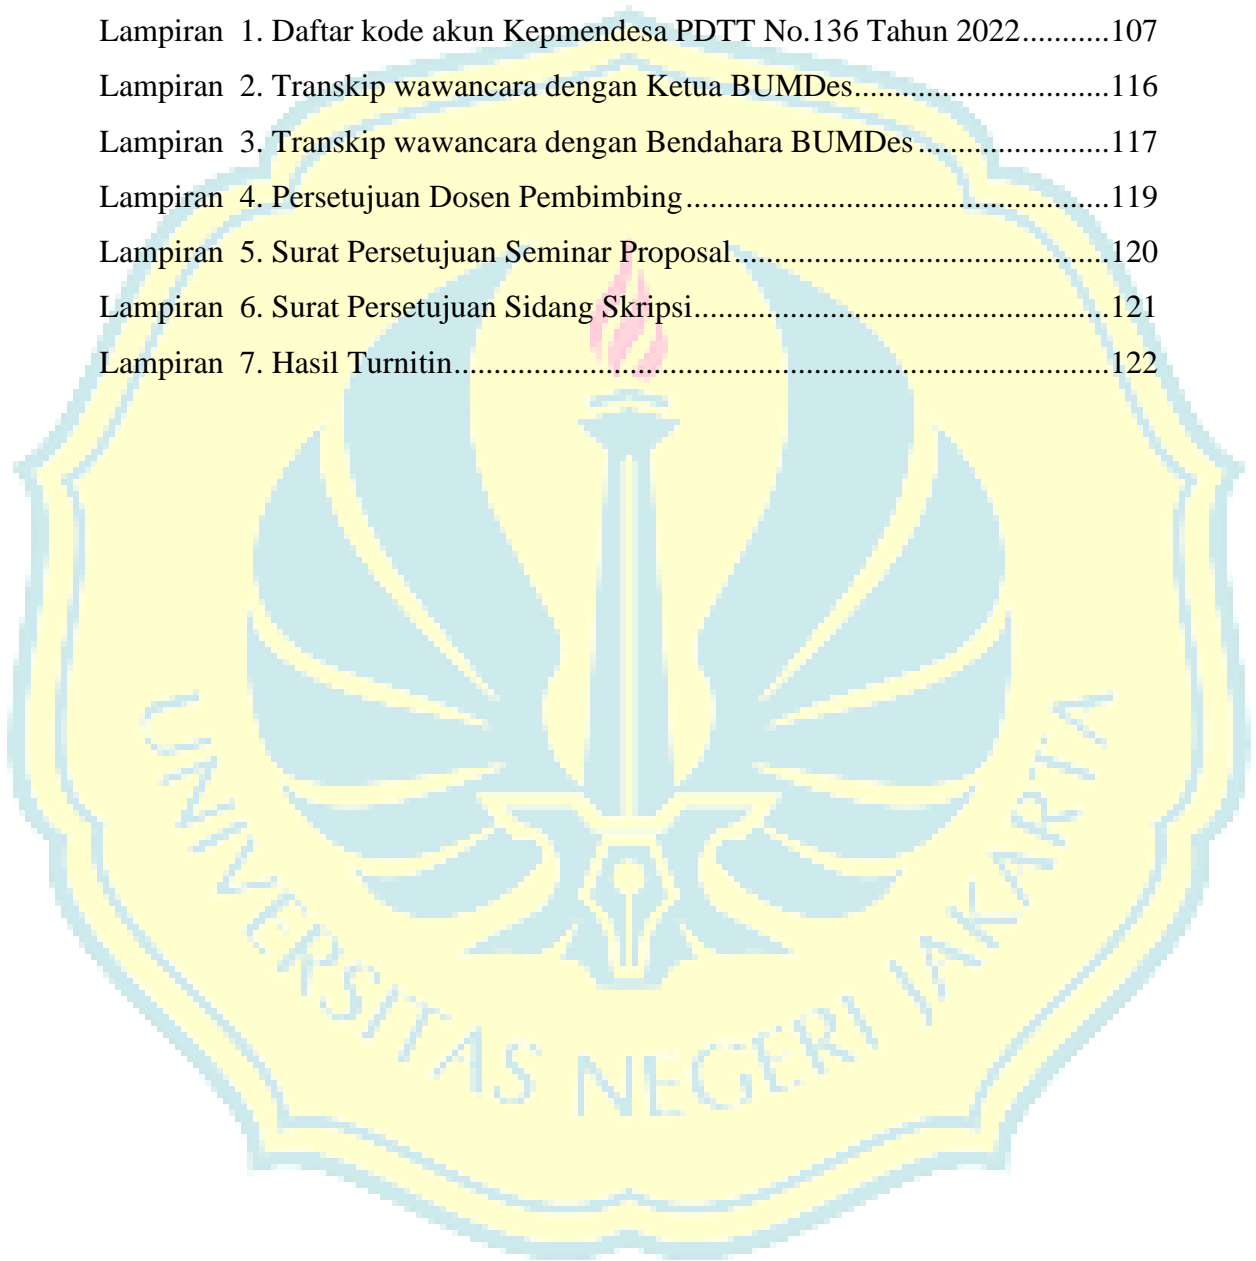 Lampiran 1. Daftar kode akun Kepmendesa PDTT No.136 Tahun 2022...........107
Lampiran 2. Transkip wawancara dengan Ketua BUMDes................................116
Lampiran 3. Transkip wawancara dengan Bendahara BUMDes........................117
Lampiran 4. Persetujuan Dosen Pembimbing....................................................119
Lampiran 5. Surat Persetujuan Seminar Proposal..............................................120
Lampiran 6. Surat Persetujuan Sidang Skripsi...................................................121
Lampiran 7. Hasil Turnitin.................................................................................122
UNIVERSITAS NEGERI JAKARTA